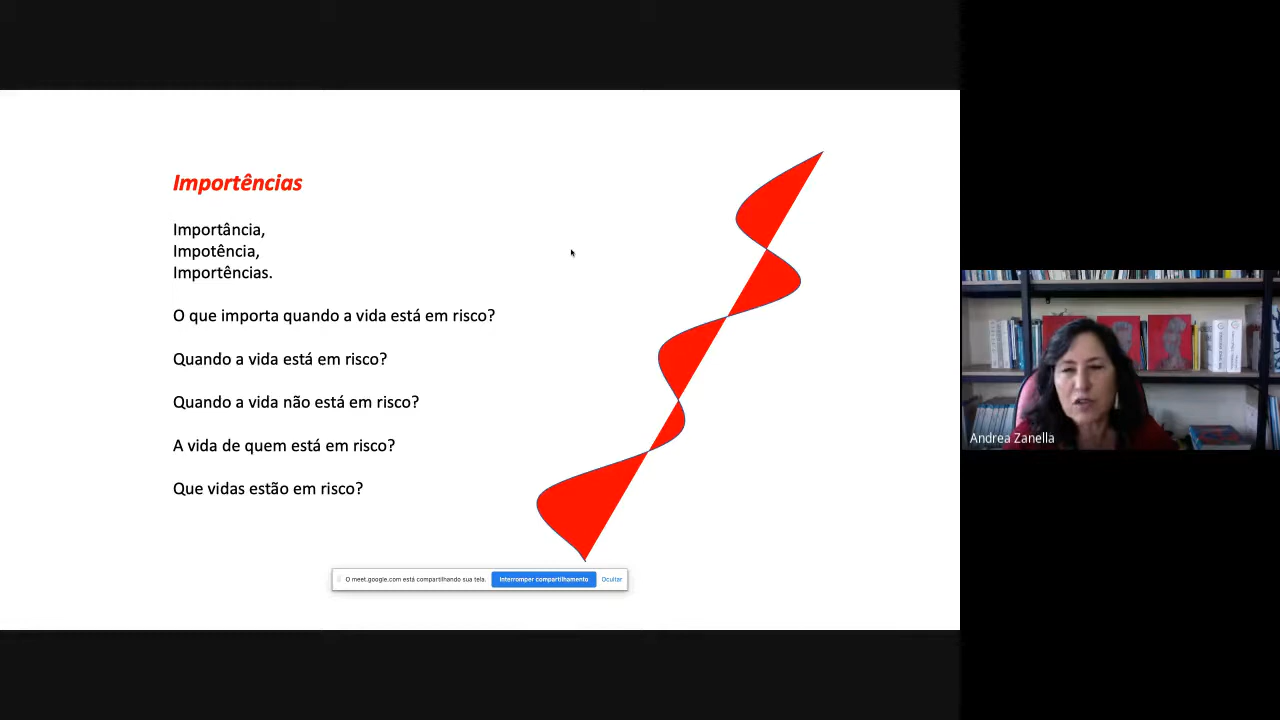 Importências
Importância,
Impotência,
Importências.
O que importa quando a vida está em risco?
Quando a vida está em risco?
Quando a vida não está em risco?
A vida de quem está em risco?
Que vidas estão em risco?
O meet.google.com está compartilhando sua tela. Interromper compartilhamento Ocultar
Andrea Zanella